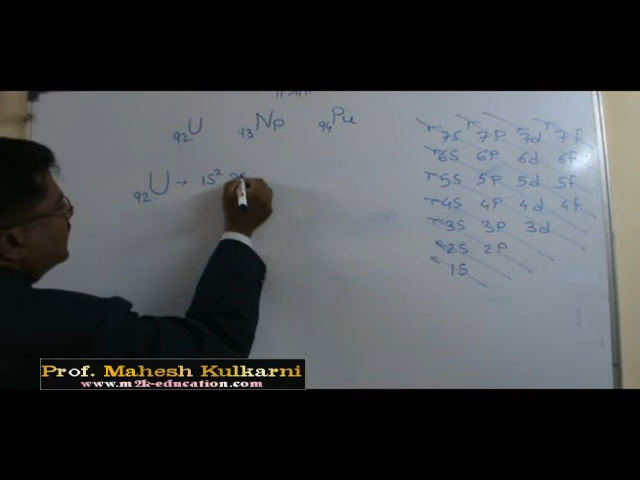 92U 93Np 94Pu
92U → 1S² 2S
7S 7P 7d 7f
6S 6P 6d 6f
5S 5P 5d 5f
4S 4P 4d 4f
3S 3P 3d
2S 2P
1S
Prof. Mahesh Kulkarni
www.m2k-education.com